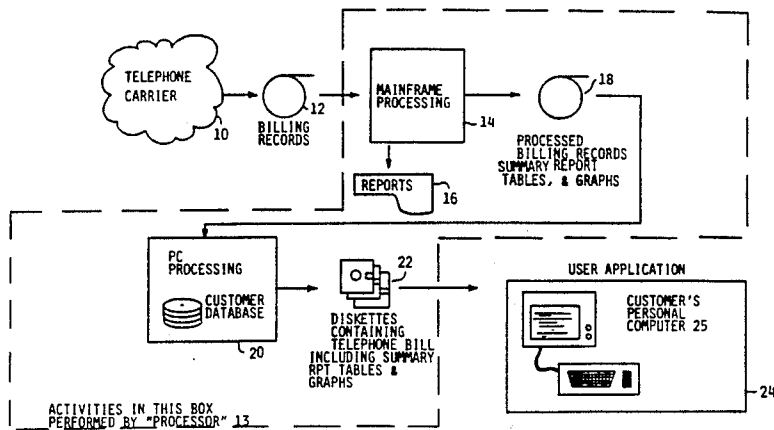 TELEPHONE
CARRIER
10
12
BILLING
RECORDS
MAINFRAME
PROCESSING
14
REPORTS
16
18
PROCESSED
BILLING RECORDS
SUMMARY REPORT
TABLES, & GRAPHS
PC
PROCESSING
CUSTOMER
DATABASE
20
22
DISKETTES
CONTAINING
TELEPHONE BILL
INCLUDING SUMMARY
RPT TABLES &
GRAPHS
USER APPLICATION
CUSTOMER'S
PERSONAL
COMPUTER 25
24
ACTIVITIES IN THIS BOX
PERFORMED BY "PROCESSOR" 13